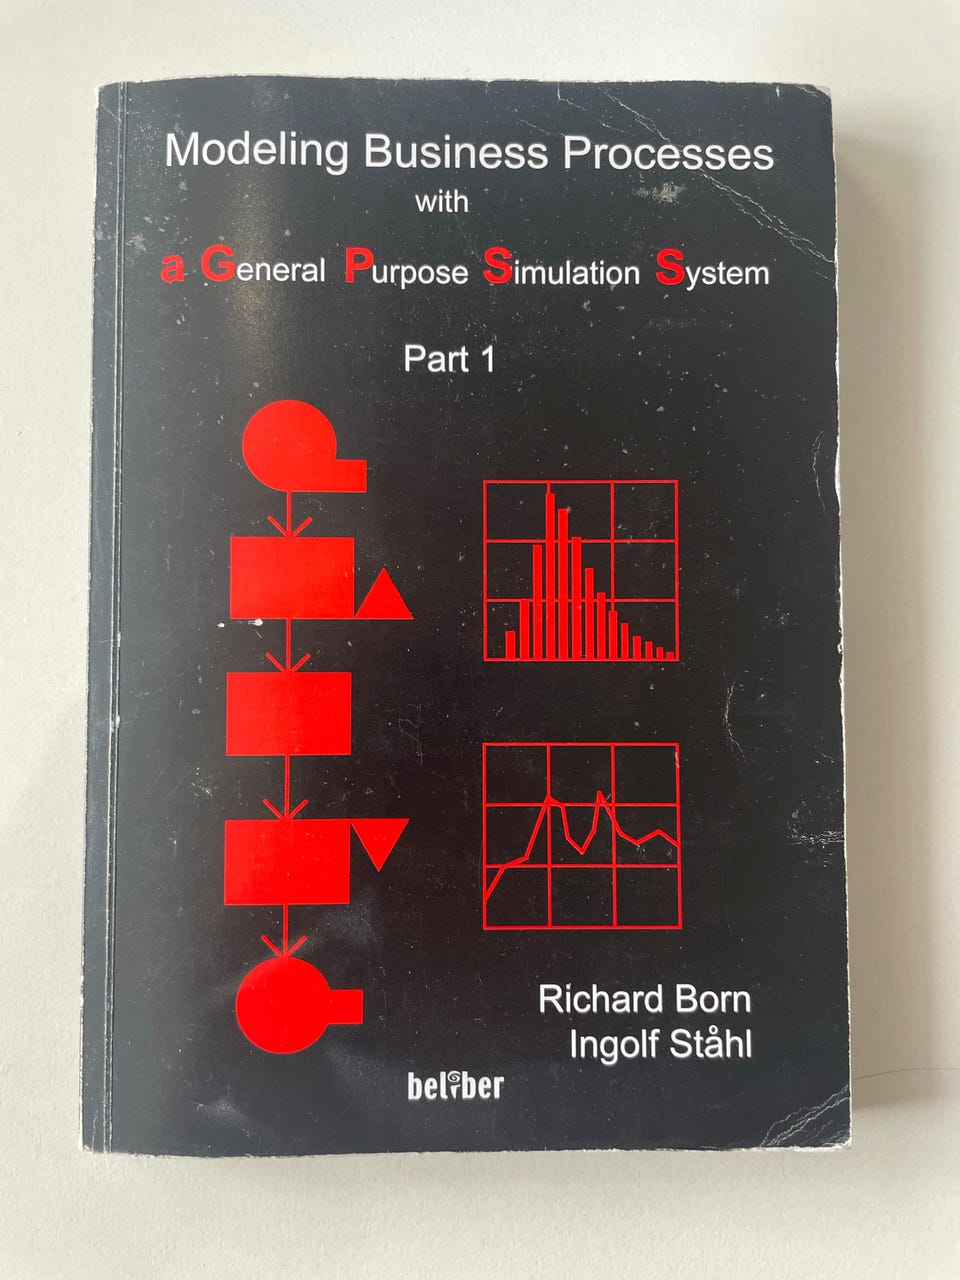 Modeling Business Processes
with
a General Purpose Simulation System
Part 1
Richard Born
Ingolf Ståhl
beliber